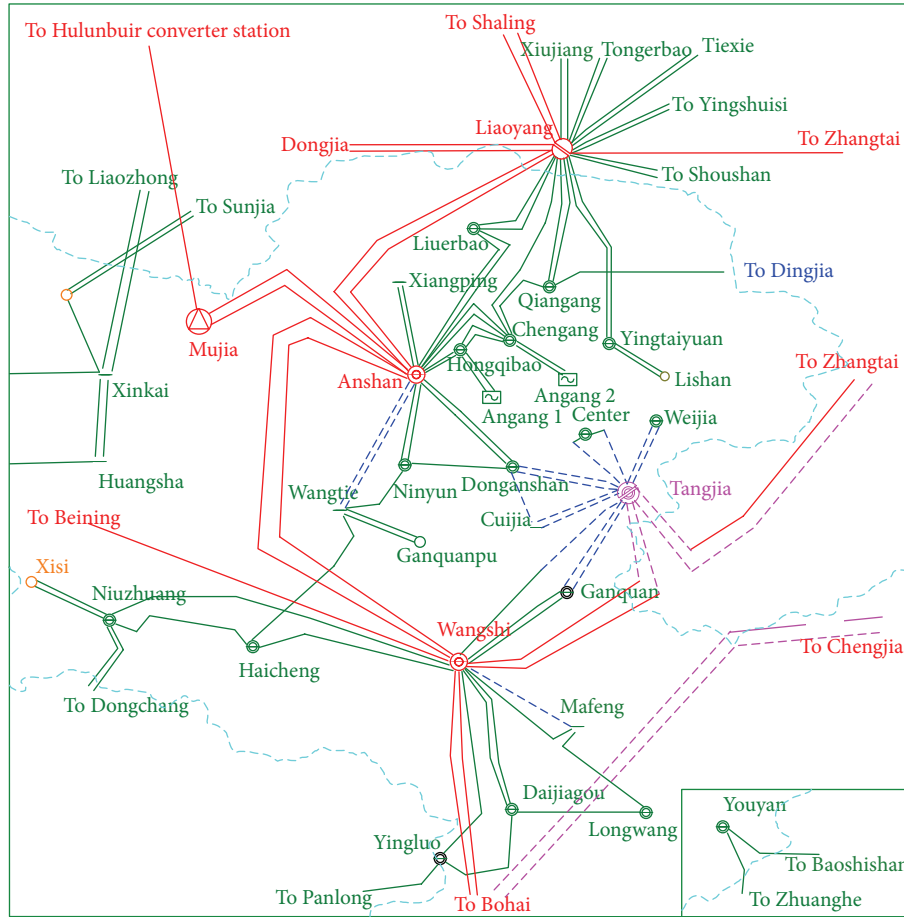 To Shaling
To Hulunbuir converter station
Xiujiang
Tongerbao
Tiexie
To Yingshuisi
Liaoyang
Dongjia
To Zhangtai
To Liaozhong
To Shoushan
To Sunjia
Liuerbao
Xiangping
Qiangang
To Dingjia
Chengang
Mujia
Hongqibao
Yingtaiyuan
Anshan
To Zhangtai
Xinkai
Lishan
Angang 1
Angang 2
Center
Weijia
Huangsha
Wangtie
Ninyun
Donganshan
Tangjia
Cuijia
To Beining
Ganquanpu
Xisi
Niuzhuang
Ganquan
Wangshi
Haicheng
To Chengjia
To Dongchang
Mafeng
Daijiagou
Longwang
Youyan
Yingluo
To Baoshishan
To Panlong
To Bohai
To Zhuanghe